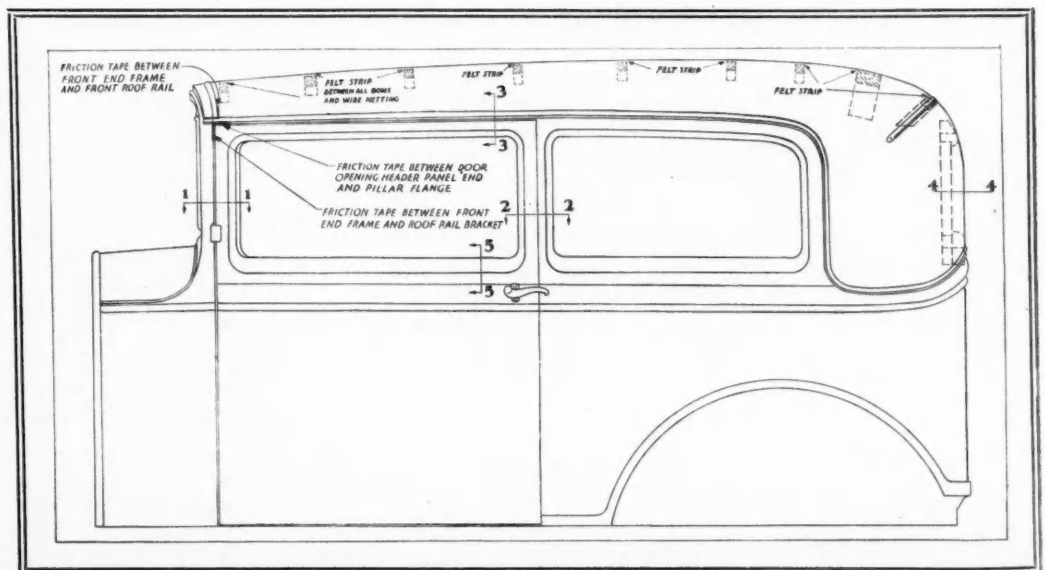 FRICTION TAPE BETWEEN
FRONT END FRAME
AND FRONT ROOF RAIL
FELT STRIP
BETWEEN ALL BOWS
AND WIRE NETTING
FELT STRIP
FELT STRIP
FELT STRIP
3
3
FRICTION TAPE BETWEEN DOOR
OPENING HEADER PANEL END
AND PILLAR FLANGE
1 1
FRICTION TAPE BETWEEN FRONT
END FRAME AND ROOF RAIL BRACKET
2 2
4 4
5
5